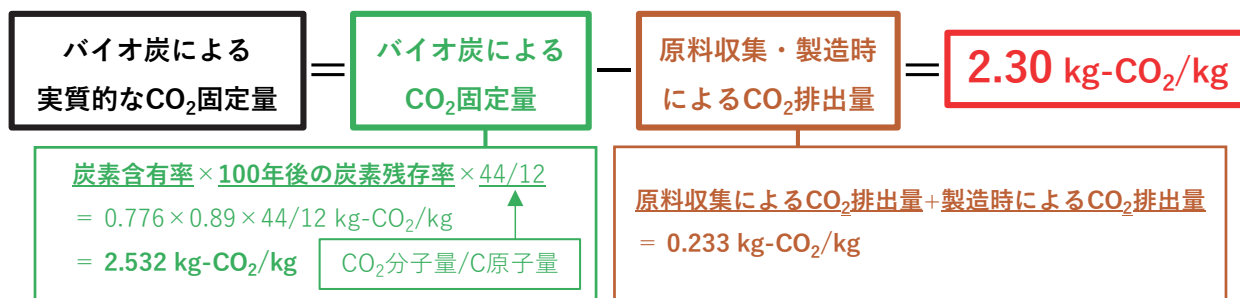 バイオ炭による
実質的なCO₂固定量
=
バイオ炭による
CO₂固定量
−
原料収集・製造時
によるCO₂排出量
=
2.30 kg-CO₂/kg
炭素含有率×100年後の炭素残存率×44/12
= 0.776×0.89×44/12 kg-CO₂/kg
= 2.532 kg-CO₂/kg
CO₂分子量/C原子量
原料収集によるCO₂排出量+製造時によるCO₂排出量
= 0.233 kg-CO₂/kg